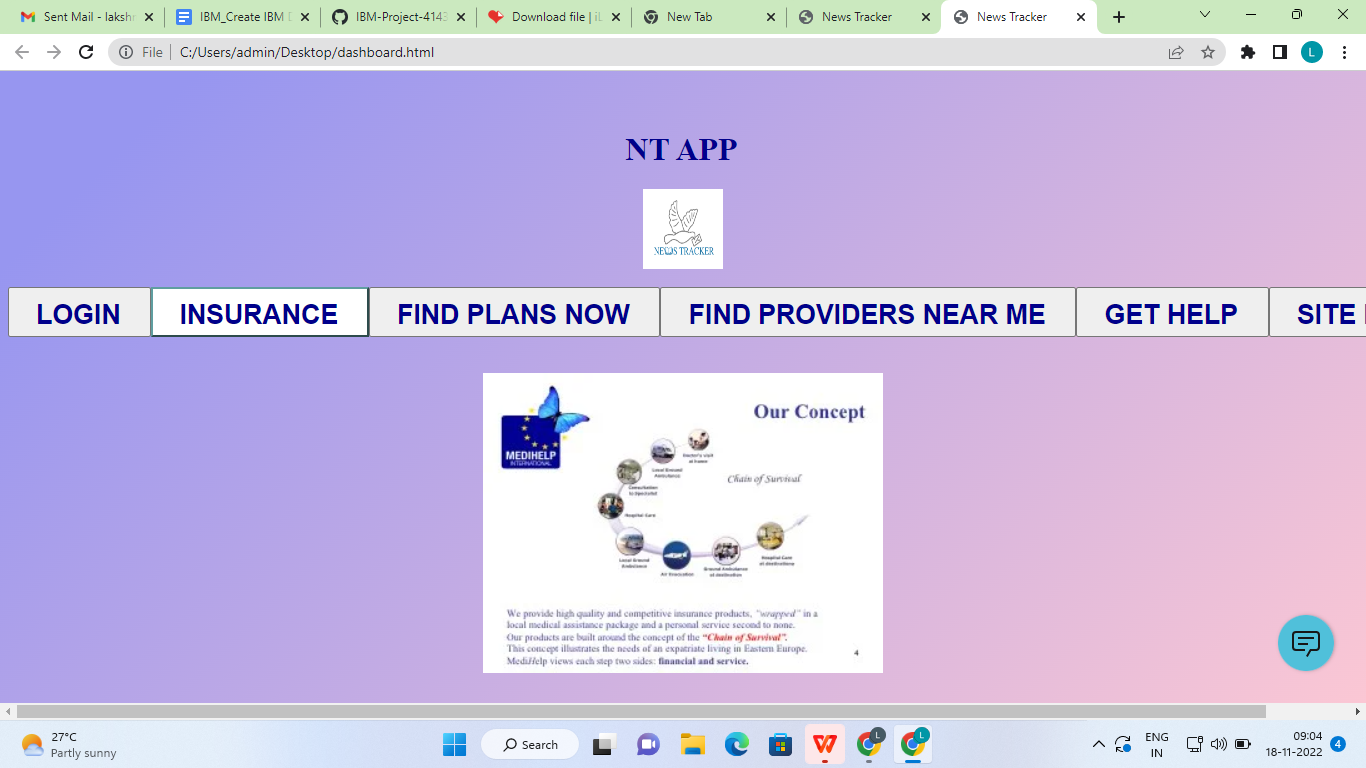 Sent Mail - lakshr
IBM_Create IBM D
IBM-Project-4143
Download file | iL
New Tab
News Tracker
News Tracker
File
C:/Users/admin/Desktop/dashboard.html
L
NT APP
NEWS TRACKER
LOGIN
INSURANCE
FIND PLANS NOW
FIND PROVIDERS NEAR ME
GET HELP
SITE
MEDIHELP
INTERNATIONAL
Our Concept
Chain of Survival
Doctor's visit
at home
Local Ground
Ambulance
Consultation
to Specialist
Hospital Care
Local Ground
Ambulance
Air Evacuation
Ground Ambulance
at destination
Hospital Care
at destinations
We provide high quality and competitive insurance products, "wrapped" in a
local medical assistance package and a personal service second to none.
Our products are built around the concept of the "Chain of Survival".
This concept illustrates the needs of an expatriate living in Eastern Europe.
MediHelp views each step two sides: financial and service.
4
27°C
Partly sunny
Search
L
L
ENG
IN
09:04
18-11-2022
4